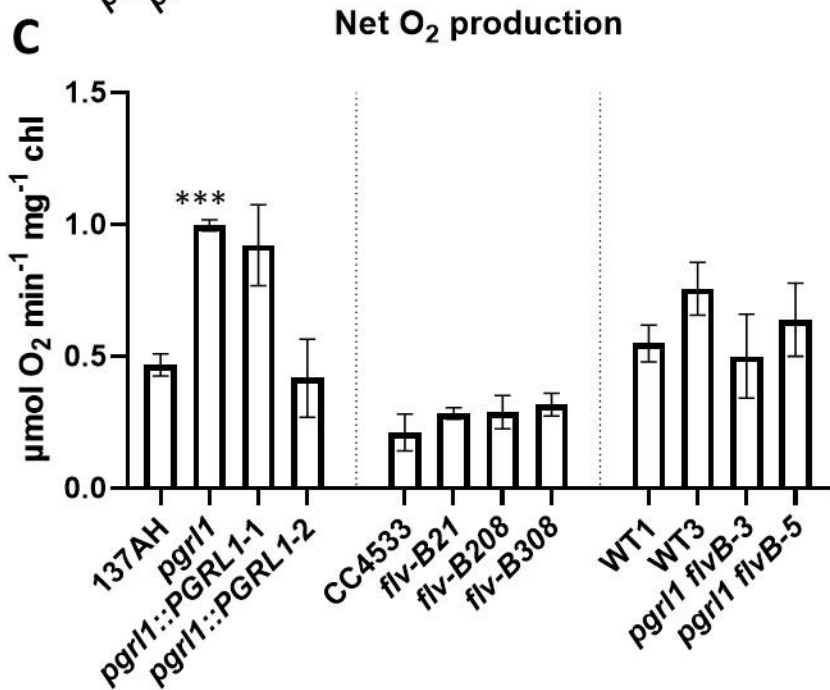 C
Net O₂ production
µmol O₂ min⁻¹ mg⁻¹ chl
1.5
1.0
0.5
0.0
***
137AH
pgrl1
pgrl1::PGRL1-1
pgrl1::PGRL1-2
CC4533
flv-B21
flv-B208
flv-B308
WT1
WT3
pgrl1 flvB-3
pgrl1 flvB-5